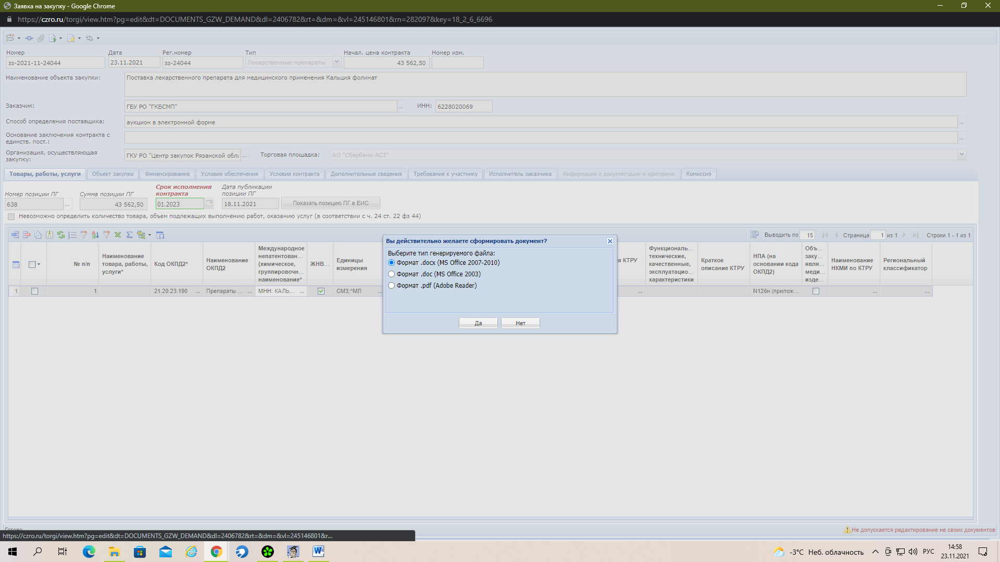 Заявка на закупку - Google Chrome
https://czro.ru/torgi/view.htm?pg=edit&dt=DOCUMENTS_GZW_DEMAND&dl=2406782&rt=&dm=&vl=245146801&rn=282097&key=18_2_6_6696
Номер Дата Рег.номер Тип Начал. цена контракта Номер изм.
зз-2021-11-24044 23.11.2021 зз-24044 Лекарственные препараты 43 562,50
Наименование объекта закупки: Поставка лекарственного препарата для медицинского применения Кальция фолинат
Заказчик: ГБУ РО "ГКБСМП" ... ИНН: 6228020069
Способ определения поставщика: аукцион в электронной форме ...
Основание заключения контракта с
единств. пост.: ...
Организация, осуществляющая
закупку: ГКУ РО "Центр закупок Рязанской обла ... Торговая площадка: АО "Сбербанк-АСТ"
Товары, работы, услуги Объект закупки Финансирование Условия обеспечения Условия контракта Дополнительные сведения Требования к участнику Исполнитель заказчика Информация о документации и критериях Комиссия
Номер позиции ПГ Сумма позиции ПГ Срок исполнения контракта Дата публикации позиции ПГ
638 ... 43 562,50 01.2023 18.11.2021 Показать позицию ПГ в ЕИС
Невозможно определить количество товара, объем подлежащих выполнению работ, оказанию услуг (в соответствии с ч. 24 ст. 22 фз 44)
Выводить по 15 Страница 1 из 1 Строки 1 - 1 из 1
№ п/п
Наименование товара, работы, услуги*
Код ОКПД2*
Наименование ОКПД2
Международное непатентован... (химическое, группировочн... наименование*
ЖНВ...
Единицы измерения
я КТРУ
Функциональ... технические, качественные, эксплуатацио... характеристики
Краткое описание КТРУ
НПА (на основании кода ОКПД2)
Объ... заку... явля... меди... изде...
Наименование НКМИ по КТРУ
Региональный классификатор
1 1 21.20.23.190 ... Препараты ... ... МНН: КАЛЬ... ... СМ3;^МЛ ... ... N126н (прилож... ... ...
Вы действительно желаете сформировать документ?
Выберите тип генерируемого файла:
Формат .docx (MS Office 2007-2010)
Формат .doc (MS Office 2003)
Формат .pdf (Adobe Reader)
Да Нет
Готово
Не допускается редактирование не своих документов
https://czro.ru/torgi/view.htm?pg=edit&dt=DOCUMENTS_GZW_DEMAND&dl=2406782&rt=&dm=&vl=245146801&r...
-3°C Неб. облачность РУС 14:58
23.11.2021